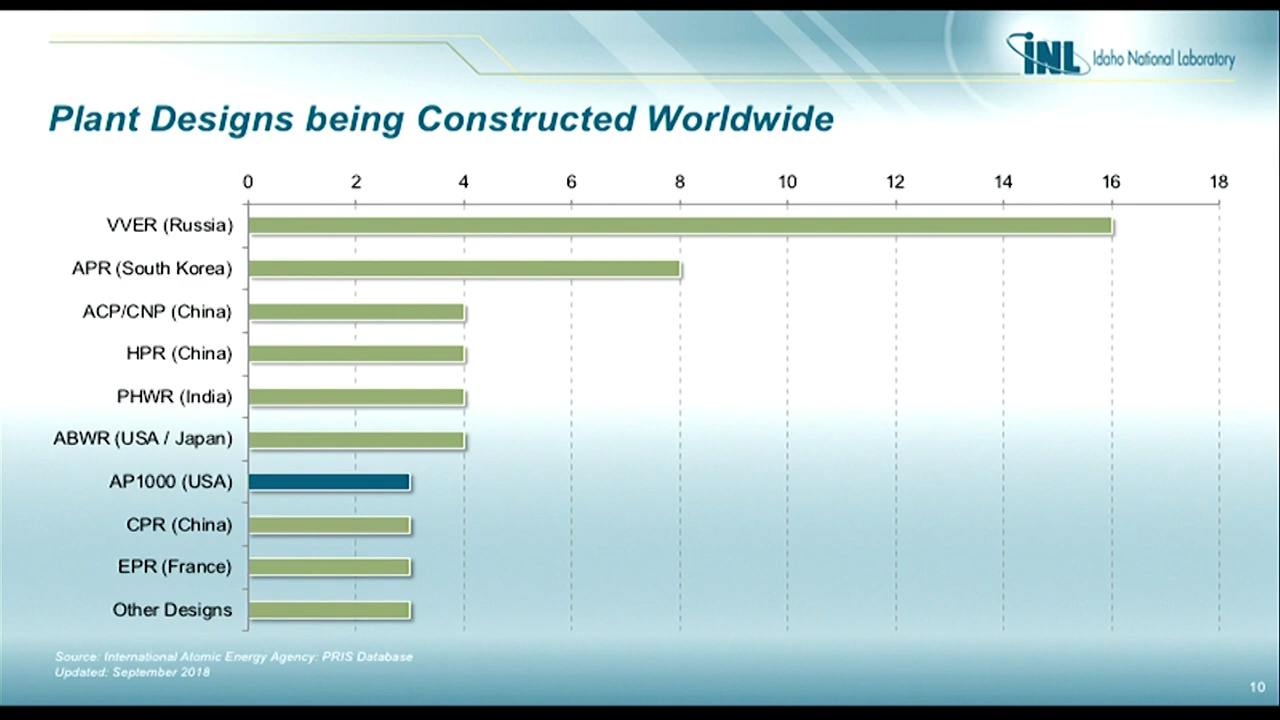 INL Idaho National Laboratory
Plant Designs being Constructed Worldwide
0 2 4 6 8 10 12 14 16 18
VVER (Russia)
APR (South Korea)
ACP/CNP (China)
HPR (China)
PHWR (India)
ABWR (USA / Japan)
AP1000 (USA)
CPR (China)
EPR (France)
Other Designs
Source: International Atomic Energy Agency: PRIS Database
Updated: September 2018
10